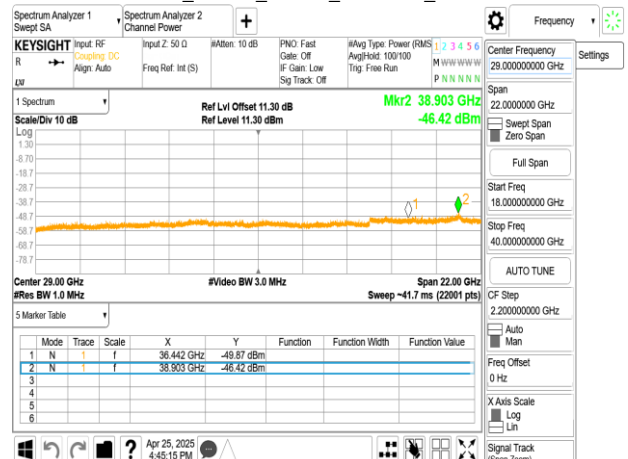 Spectrum Analyzer 1
Swept SA
Spectrum Analyzer 2
Channel Power
+
Frequency
KEYSIGHT
R
Input: RF
Coupling: DC
Align: Auto
Input Z: 50 Ω
Freq Ref: Int (S)
#Atten: 10 dB
PNO: Fast
Gate: Off
IF Gain: Low
Sig Track: Off
#Avg Type: Power (RMS
Avg|Hold: 100/100
Trig: Free Run
1 2 3 4 5 6
M W W W W W
P N N N N N
1 Spectrum
Scale/Div 10 dB
Log
Ref Lvl Offset 11.30 dB
Ref Level 11.30 dBm
Mkr2 38.903 GHz
-46.42 dBm
1.30
-8.70
-18.7
-28.7
-38.7
-48.7
-58.7
-68.7
-78.7
1
2
Center 29.00 GHz
#Res BW 1.0 MHz
#Video BW 3.0 MHz
Span 22.00 GHz
Sweep ~41.7 ms (22001 pts)
5 Marker Table
Mode Trace Scale X Y Function Function Width Function Value
1 N 1 f 36.442 GHz -49.87 dBm
2 N 1 f 38.903 GHz -46.42 dBm
3
4
5
6
?
Apr 25, 2025
4:45:15 PM
Center Frequency
29.000000000 GHz
Settings
Span
22.0000000 GHz
Swept Span
Zero Span
Full Span
Start Freq
18.000000000 GHz
Stop Freq
40.000000000 GHz
AUTO TUNE
CF Step
2.200000000 GHz
Auto
Man
Freq Offset
0 Hz
X Axis Scale
Log
Lin
Signal Track
(Span Zoom)